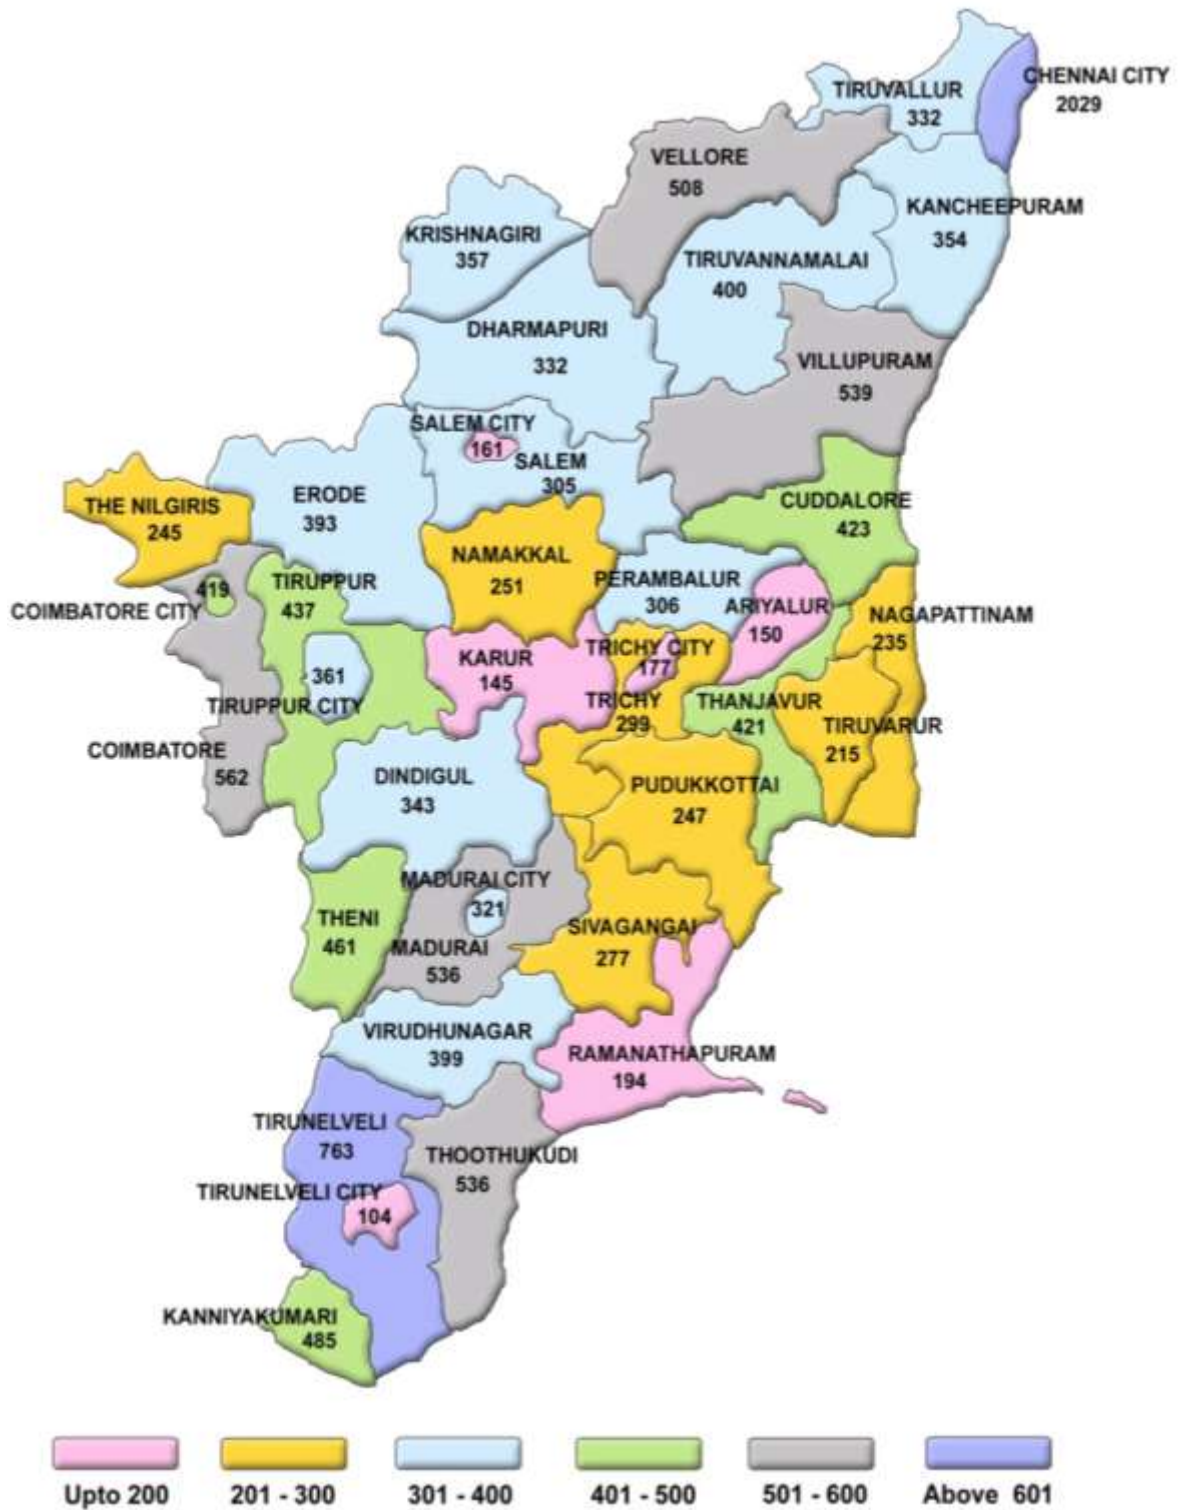 CHENNAI CITY
2029
TIRUVALLUR
332
VELLORE
508
KANCHEEPURAM
354
KRISHNAGIRI
357
TIRUVANNAMALAI
400
DHARMAPURI
332
VILLUPURAM
539
SALEM CITY
161
SALEM
305
ERODE
393
THE NILGIRIS
245
CUDDALORE
423
NAMAKKAL
251
PERAMBALUR
306
ARIYALUR
150
NAGAPATTINAM
235
419
COIMBATORE CITY
TIRUPPUR
437
KARUR
145
TRICHY CITY
177
361
TIRUPPUR CITY
TRICHY
299
THANJAVUR
421
TIRUVARUR
215
COIMBATORE
562
DINDIGUL
343
PUDUKKOTTAI
247
MADURAI CITY
321
THENI
461
MADURAI
536
SIVAGANGAI
277
VIRUDHUNAGAR
399
RAMANATHAPURAM
194
TIRUNELVELI
763
THOOTHUKUDI
536
TIRUNELVELI CITY
104
KANNIYAKUMARI
485
Upto 200
201 - 300
301 - 400
401 - 500
501 - 600
Above 601